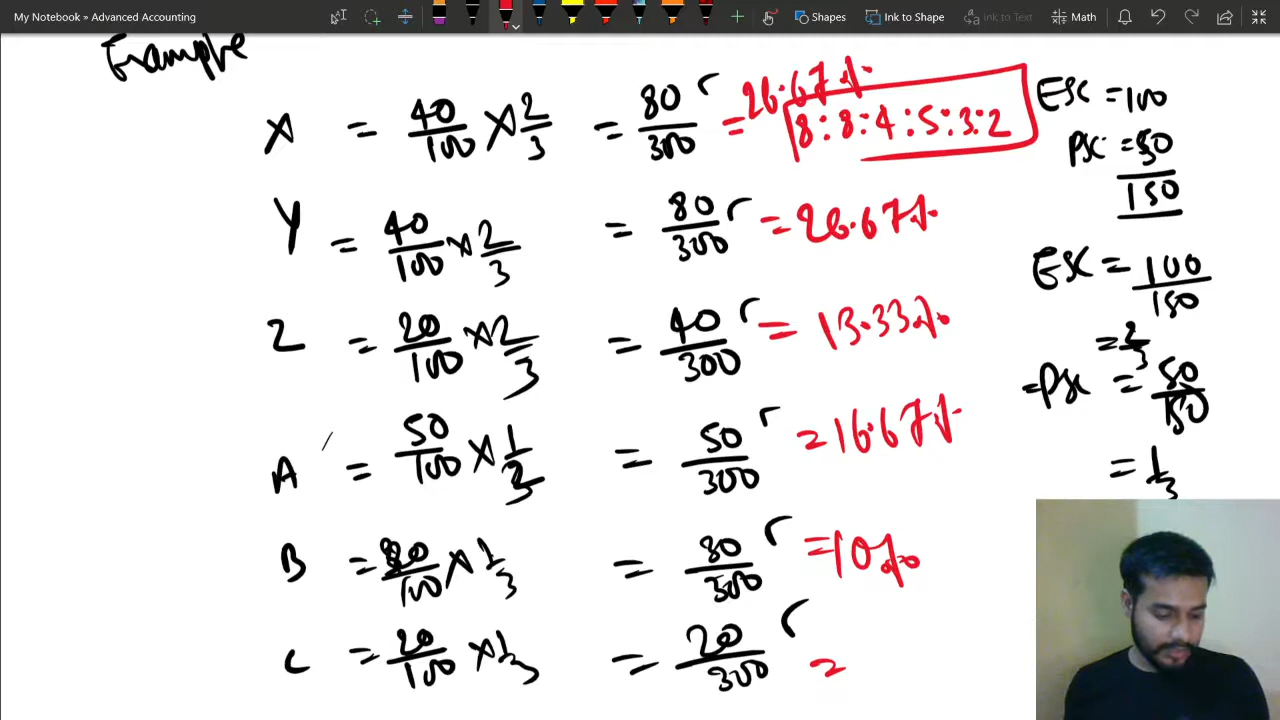 My Notebook » Advanced Accounting
Shapes
Ink to Shape
Ink to Text
Math
Example
X = 40/100 × 2/3 = 80/300 = 26.67%
8:8:4:5:3:2
Y = 40/100 × 2/3 = 80/300 = 26.67%
Z = 20/100 × 2/3 = 40/300 = 13.33%
A = 50/100 × 1/3 = 50/300 = 16.67%
B = 30/100 × 1/3 = 30/300 = 10%
C = 20/100 × 1/3 = 20/300 =
ESC = 100
PSC = 50
150
ESC = 100/150
= 2/3
= PSC = 50/150
= 1/3